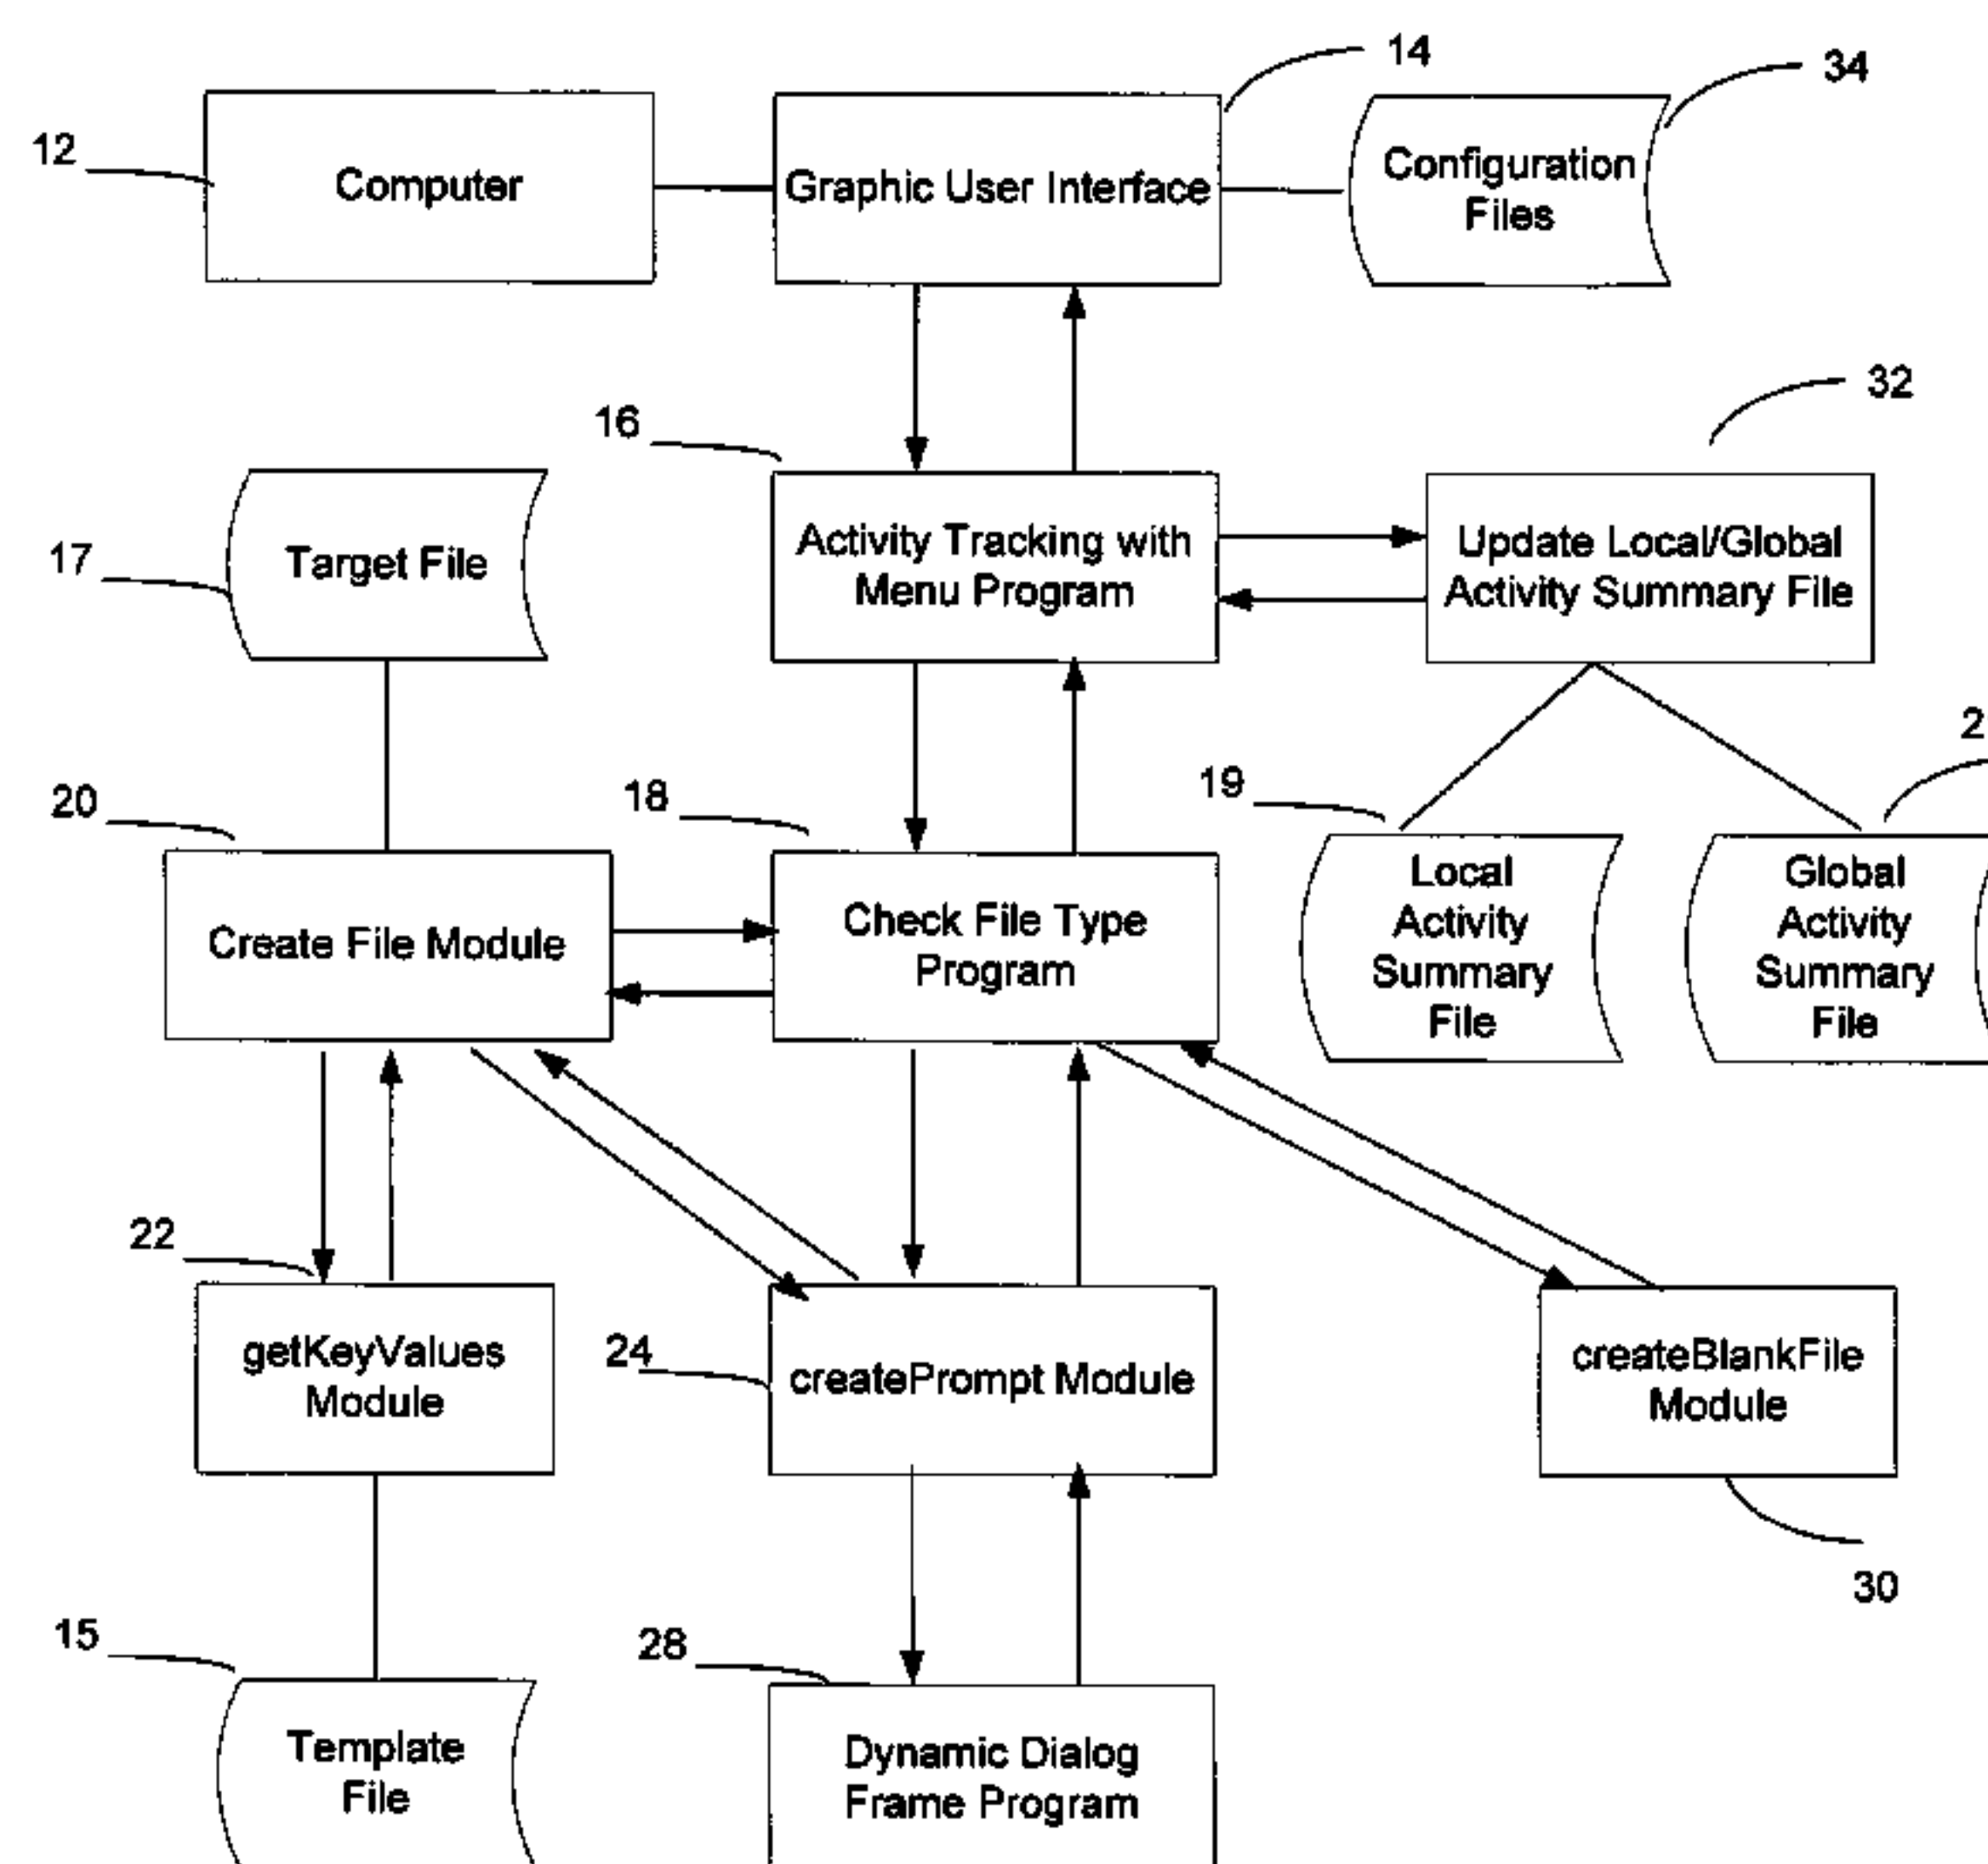 14
34
12
Computer
Graphic User Interface
Configuration
Files
32
16
17
Target File
Activity Tracking with
Menu Program
Update Local/Global
Activity Summary File
2
20
18
19
Create File Module
Check File Type
Program
Local
Activity
Summary
File
Global
Activity
Summary
File
22
getKeyValues
Module
24
createPrompt Module
createBlankFile
Module
30
15
28
Template
File
Dynamic Dialog
Frame Program